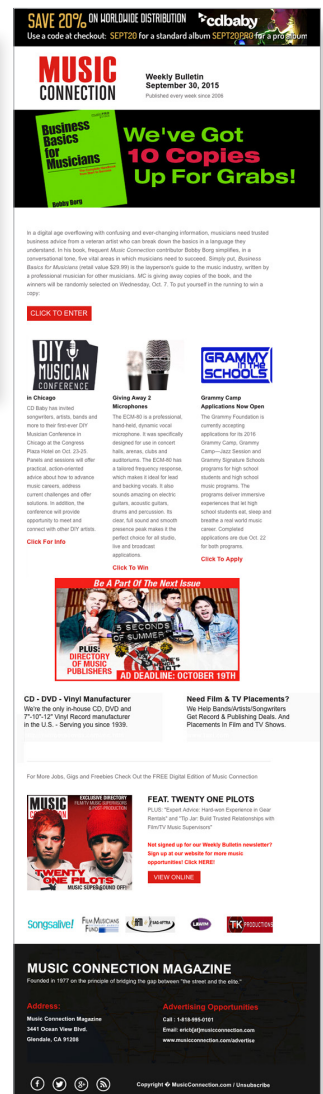 SAVE 20% ON WORLDWIDE DISTRIBUTION cdbaby
Use a code at checkout: SEPT20 for a standard album SEPT20PRO for a pro album
MUSIC
CONNECTION
Weekly Bulletin
September 30, 2015
Published every week since 2006
Business
Basics
for
Musicians
Bobby Borg
We've Got
10 Copies
Up For Grabs!
In a digital age overflowing with confusing and ever-changing information, musicians need trusted
business advice from a veteran artist who can break down the basics in a language they
understand. In his book, frequent Music Connection contributor Bobby Borg simplifies, in a
conversational tone, five vital areas in which musicians need to succeed. Simply put, Business
Basics for Musicians (retail value $29.99) is the layperson's guide to the music industry, written by
a professional musician for other musicians. MC is giving away copies of the book, and the
winners will be randomly selected on Wednesday, Oct. 7. To put yourself in the running to win a
copy:
CLICK TO ENTER
DIY
MUSICIAN
CONFERENCE
in Chicago
CD Baby has invited
songwriters, artists, bands and
more to their first-ever DIY
Musician Conference in
Chicago at the Congress
Plaza Hotel on Oct. 23-25.
Panels and sessions will offer
practical, action-oriented
advice about how to advance
music careers, address
current challenges and offer
solutions. In addition, the
conference will provide
opportunity to meet and
connect with other DIY artists.
Click For Info
Giving Away 2
Microphones
The ECM-80 is a professional,
hand-held, dynamic vocal
microphone. It was specifically
designed for use in concert
halls, arenas, clubs and
auditoriums. The ECM-80 has
a tailored frequency response,
which makes it ideal for lead
and backing vocals. It also
sounds amazing on electric
guitars, acoustic guitars,
drums and percussion. Its
clear, full sound and smooth
presence peak makes it the
perfect choice for all studio,
live and broadcast
applications.
Click To Win
GRAMMY
IN THE
SCHOOLS
Grammy Camp
Applications Now Open
The Grammy Foundation is
currently accepting
applications for its 2016
Grammy Camp, Grammy
Camp—Jazz Session and
Grammy Signature Schools
programs for high school
students and high school
music programs. The
programs deliver immersive
experiences that let high
school students eat, sleep and
breathe a real world music
career. Completed
applications are due Oct. 22
for both programs.
Click To Apply
Be A Part Of The Next Issue
5 SECONDS
OF SUMMER
PLUS:
DIRECTORY
OF MUSIC
PUBLISHERS
AD DEADLINE: OCTOBER 19TH
CD - DVD - Vinyl Manufacturer
We're the only in-house CD, DVD and
7"-10"-12" Vinyl Record manufacturer
in the U.S. - Serving you since 1939.
Need Film & TV Placements?
We Help Bands/Artists/Songwriters
Get Record & Publishing Deals. And
Placements In Film and TV Shows.
For More Jobs, Gigs and Freebies Check Out the FREE Digital Edition of Music Connection
MUSIC
CONNECTION
EXCLUSIVE DIRECTORY
FILM/TV MUSIC SUPERVISORS
& POST-PRODUCTION
TWENTY
ONE PILOTS
MUSIC SUPES SOUND OFF!
FEAT. TWENTY ONE PILOTS
PLUS: "Expert Advice: Hard-won Experience in Gear
Rentals" and "Tip Jar: Build Trusted Relationships with
Film/TV Music Supervisors"
Not signed up for our Weekly Bulletin newsletter?
Sign up at our website for more music
opportunities! Click HERE!
VIEW ONLINE
Songsalive!
FILM MUSICIANS
FUND
SAG-AFTRA
LAWIM
TK PRODUCTIONS
MUSIC CONNECTION MAGAZINE
Founded in 1977 on the principle of bridging the gap between "the street and the elite."
Address:
Music Connection Magazine
3441 Ocean View Blvd.
Glendale, CA 91208
Advertising Opportunities
Call : 1-818-995-0101
Email: ericb[at]musicconnection.com
www.musicconnection.com/advertise
Copyright � MusicConnection.com / Unsubscribe